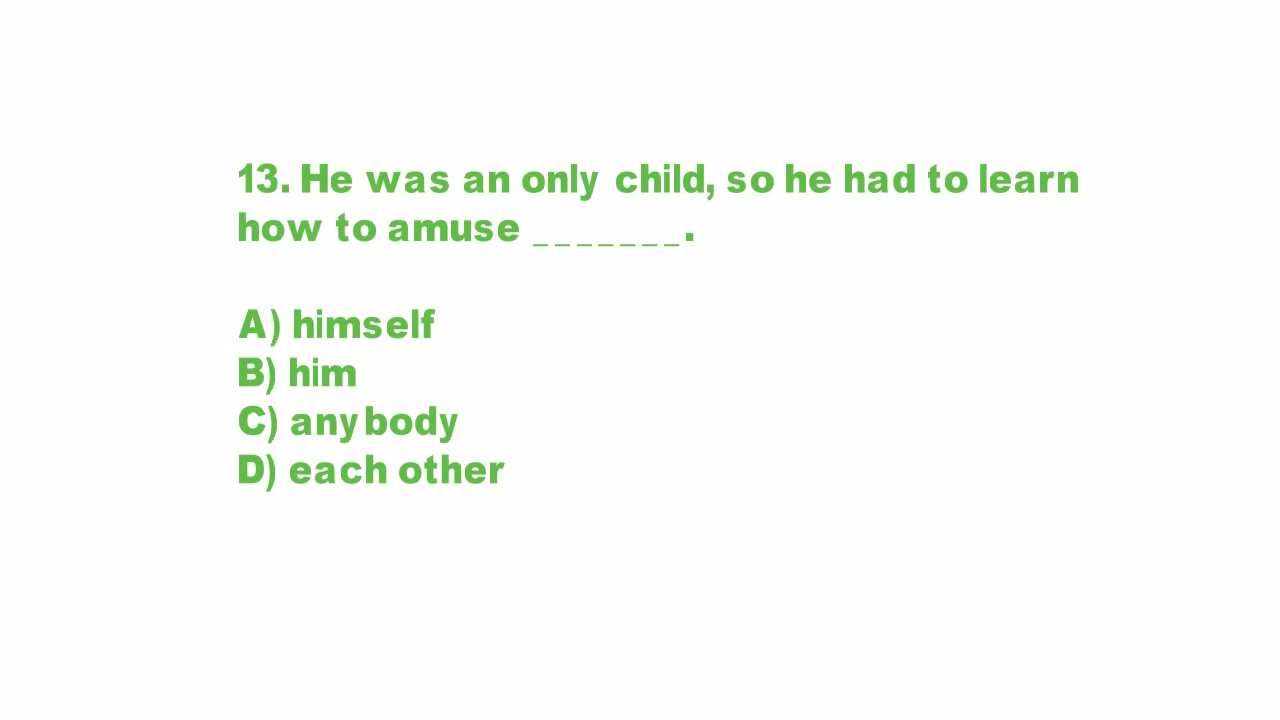 13. He was an only child, so he had to learn
how to amuse _______.
A) himself
B) him
C) anybody
D) each other